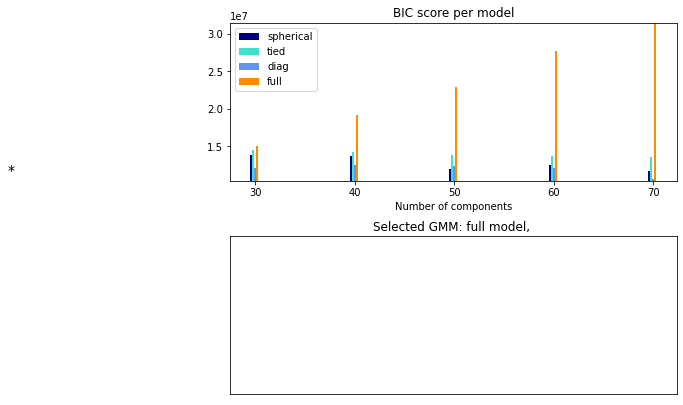 BIC score per model
1e7
3.0
2.5
2.0
1.5
spherical
tied
diag
full
*
30 40 50 60 70
Number of components
Selected GMM: full model,